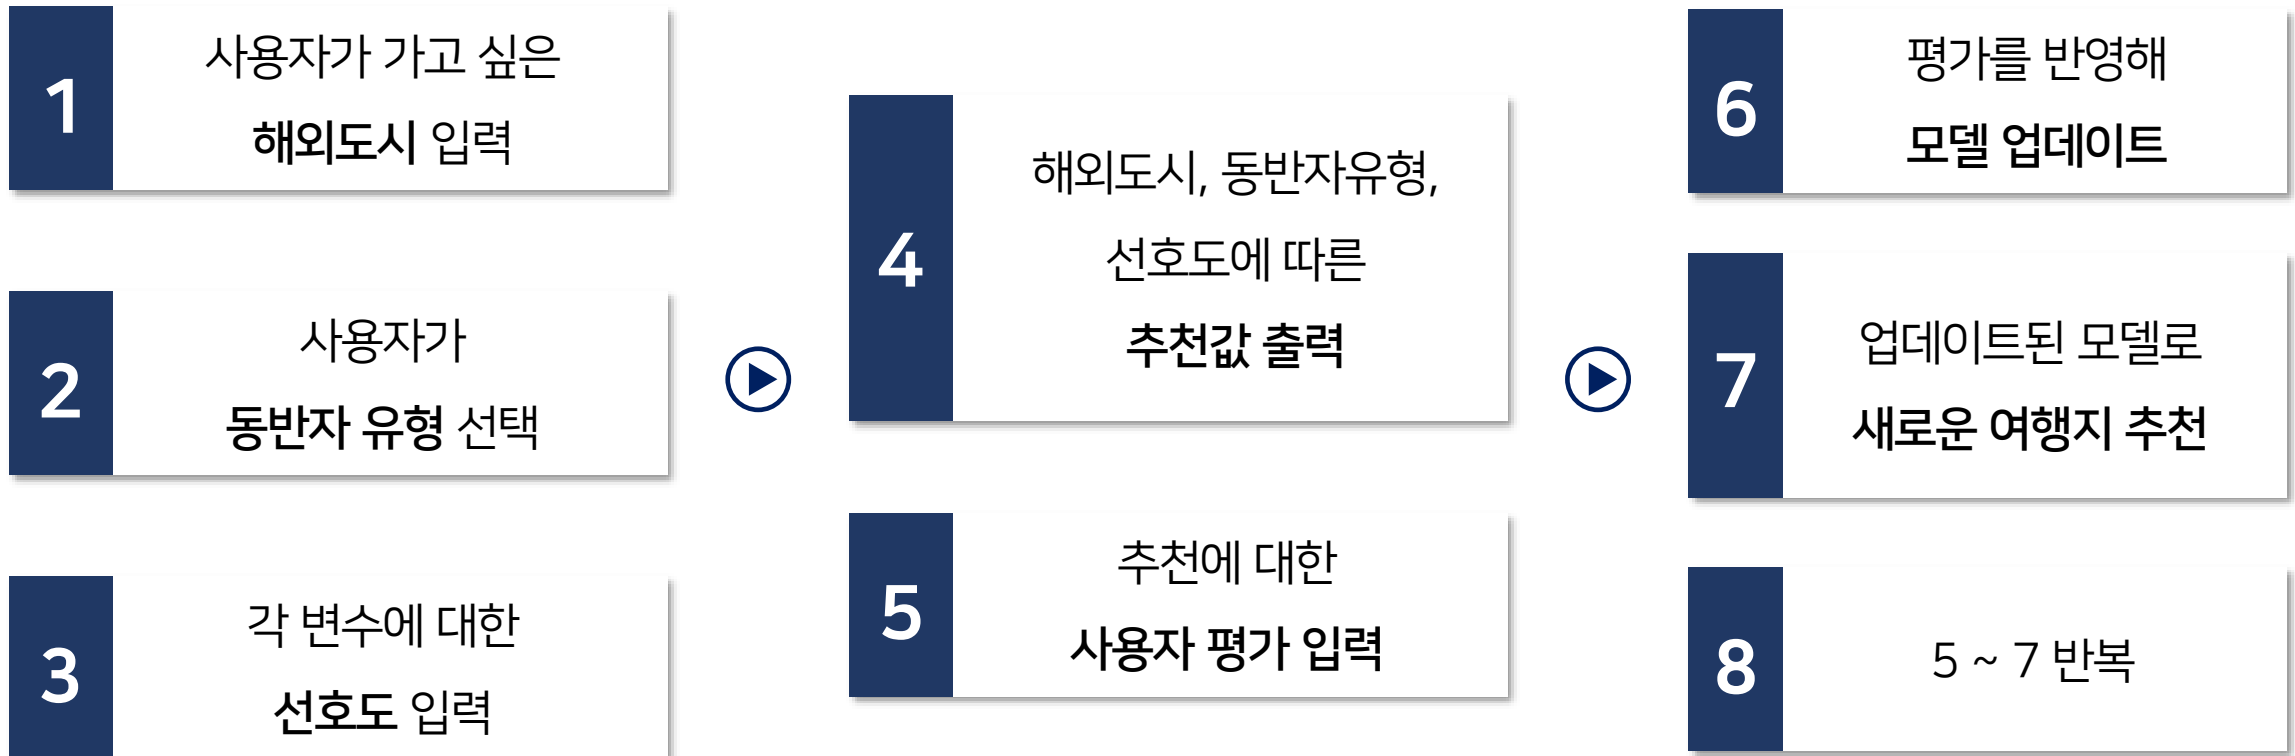 1
사용자가 가고 싶은
해외도시 입력
2
사용자가
동반자 유형 선택
3
각 변수에 대한
선호도 입력
4
해외도시, 동반자유형,
선호도에 따른
추천값 출력
5
추천에 대한
사용자 평가 입력
6
평가를 반영해
모델 업데이트
7
업데이트된 모델로
새로운 여행지 추천
8
5 ~ 7 반복